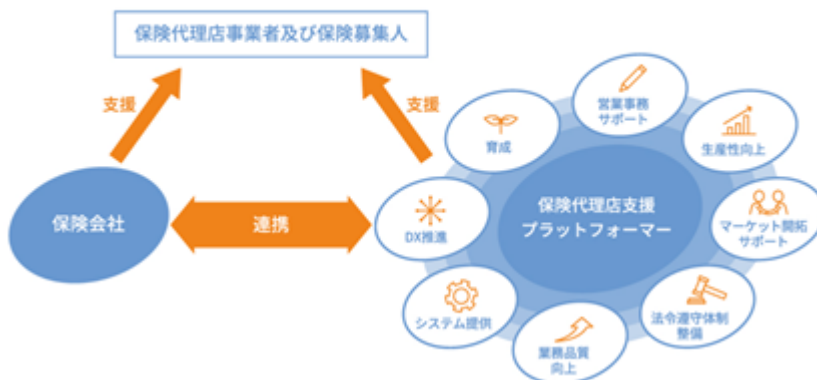 保険代理店事業者及び保険募集人
支援
支援
保険会社
連携
保険代理店支援
プラットフォーマー
営業事務
サポート
生産性向上
マーケット開拓
サポート
法令遵守体制
整備
業務品質
向上
システム提供
DX推進
育成